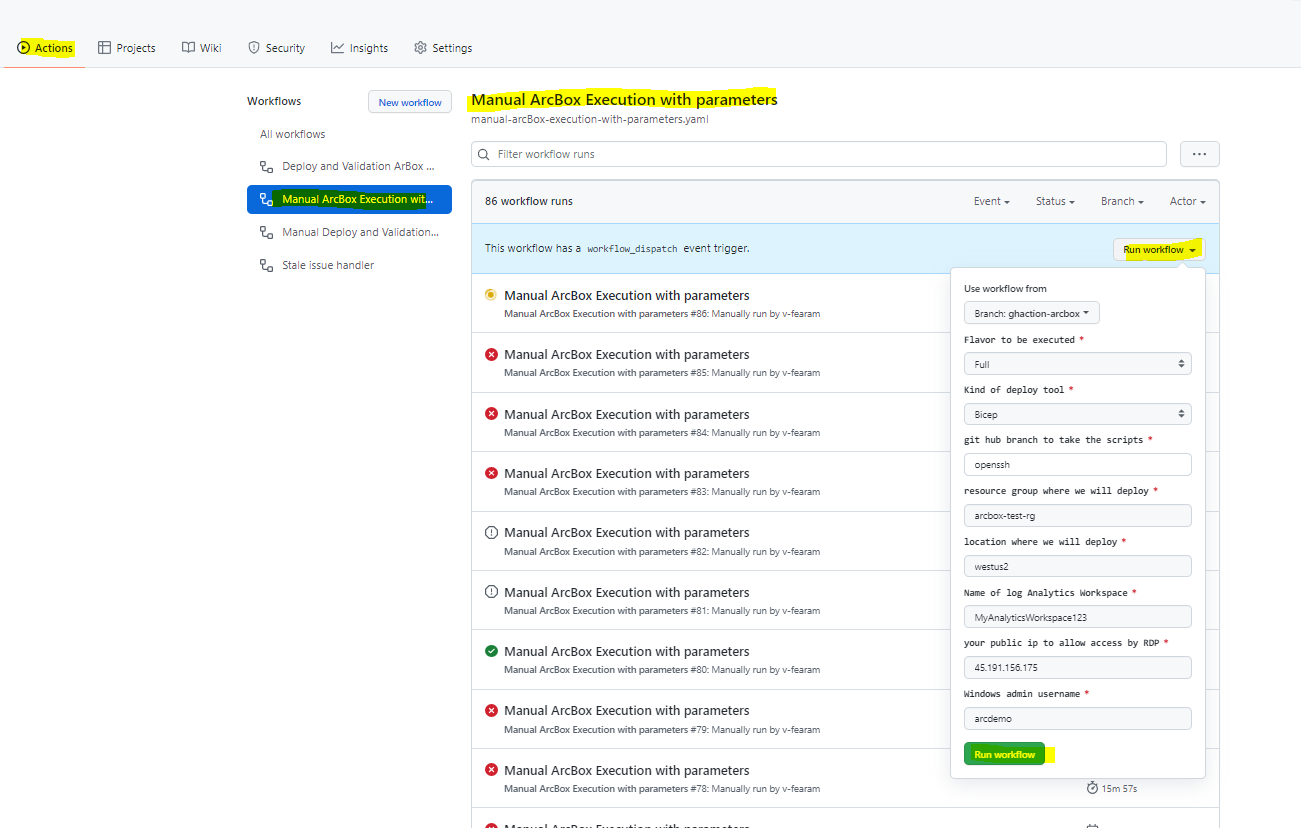 Actions Projects Wiki Security Insights Settings
Workflows
New workflow
All workflows
Deploy and Validation ArBox ...
Manual ArcBox Execution wit...
Manual Deploy and Validation...
Stale issue handler
Manual ArcBox Execution with parameters
manual-arcBox-execution-with-parameters.yaml
Filter workflow runs
...
86 workflow runs
Event Status Branch Actor
This workflow has a workflow_dispatch event trigger.
Run workflow
Manual ArcBox Execution with parameters
Manual ArcBox Execution with parameters #86: Manually run by v-fearam
Manual ArcBox Execution with parameters
Manual ArcBox Execution with parameters #85: Manually run by v-fearam
Manual ArcBox Execution with parameters
Manual ArcBox Execution with parameters #84: Manually run by v-fearam
Manual ArcBox Execution with parameters
Manual ArcBox Execution with parameters #83: Manually run by v-fearam
Manual ArcBox Execution with parameters
Manual ArcBox Execution with parameters #82: Manually run by v-fearam
Manual ArcBox Execution with parameters
Manual ArcBox Execution with parameters #81: Manually run by v-fearam
Manual ArcBox Execution with parameters
Manual ArcBox Execution with parameters #80: Manually run by v-fearam
Manual ArcBox Execution with parameters
Manual ArcBox Execution with parameters #79: Manually run by v-fearam
Manual ArcBox Execution with parameters
Manual ArcBox Execution with parameters #78: Manually run by v-fearam
15m 57s
Manual ArcBox Execution with parameters
Use workflow from
Branch: ghaction-arcbox
Flavor to be executed *
Full
Kind of deploy tool *
Bicep
git hub branch to take the scripts *
openssh
resource group where we will deploy *
arcbox-test-rg
location where we will deploy *
westus2
Name of log Analytics Workspace *
MyAnalyticsWorkspace123
your public ip to allow access by RDP *
45.191.156.175
Windows admin username *
arcdemo
Run workflow